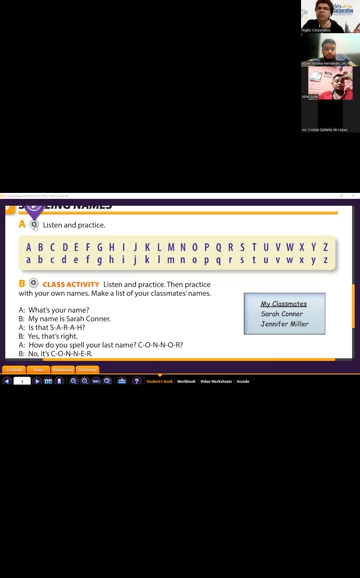 SPELLING NAMES
A Listen and practice.
A B C D E F G H I J K L M N O P Q R S T U V W X Y Z
a b c d e f g h i j k l m n o p q r s t u v w x y z
B CLASS ACTIVITY Listen and practice. Then practice
with your own names. Make a list of your classmates' names.
My Classmates
Sarah Conner
Jennifer Miller
A: What's your name?
B: My name is Sarah Conner.
A: Is that S-A-R-A-H?
B: Yes, that's right.
A: How do you spell your last name? C-O-N-N-O-R?
B: No, it's C-O-N-N-E-R.
Student's Book Workbook Video Worksheets Arcade